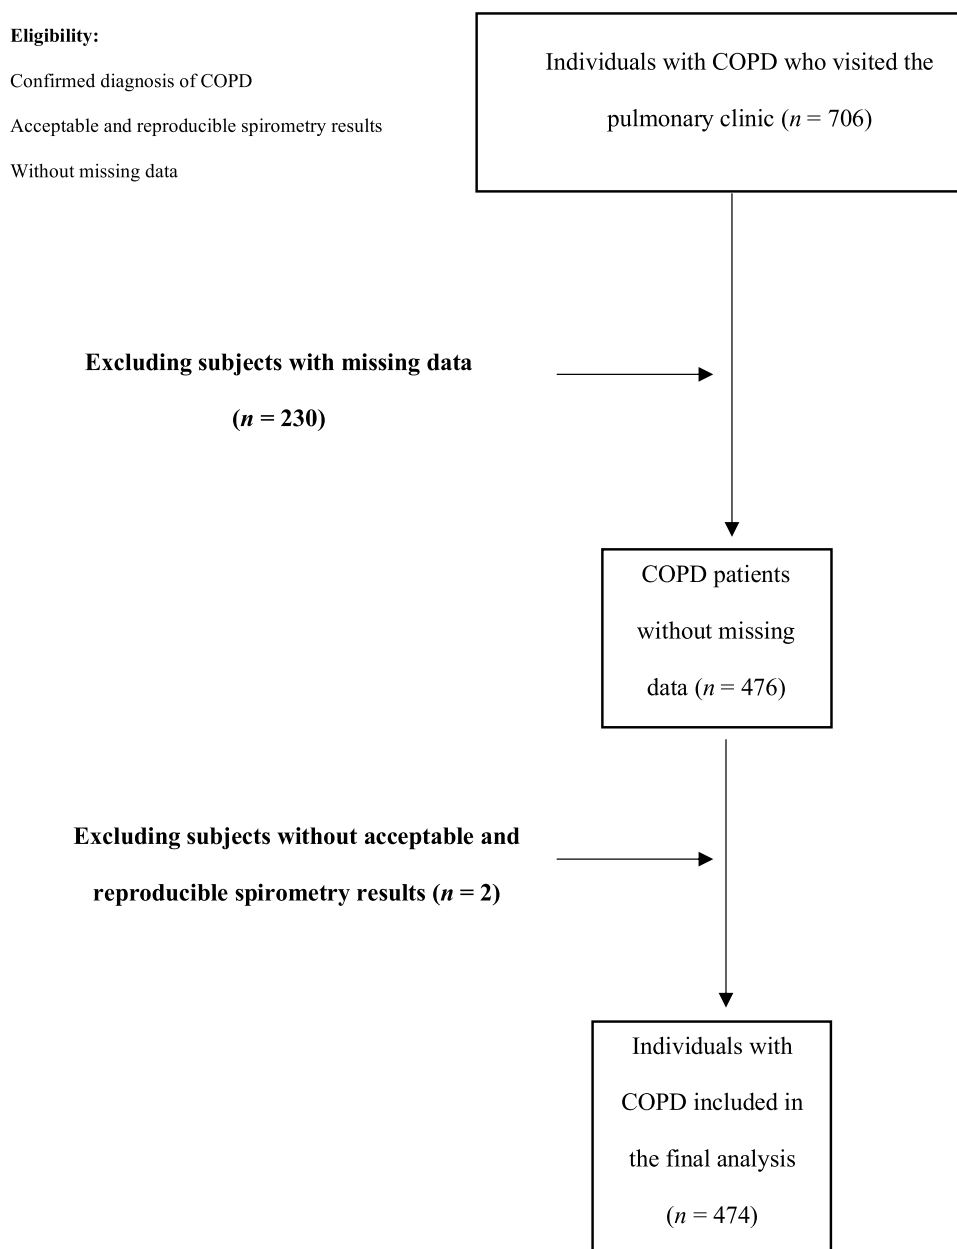 Eligibility:
Confirmed diagnosis of COPD
Acceptable and reproducible spirometry results
Without missing data
Individuals with COPD who visited the
pulmonary clinic (n = 706)
Excluding subjects with missing data
(n = 230)
COPD patients
without missing
data (n = 476)
Excluding subjects without acceptable and
reproducible spirometry results (n = 2)
Individuals with
COPD included in
the final analysis
(n = 474)